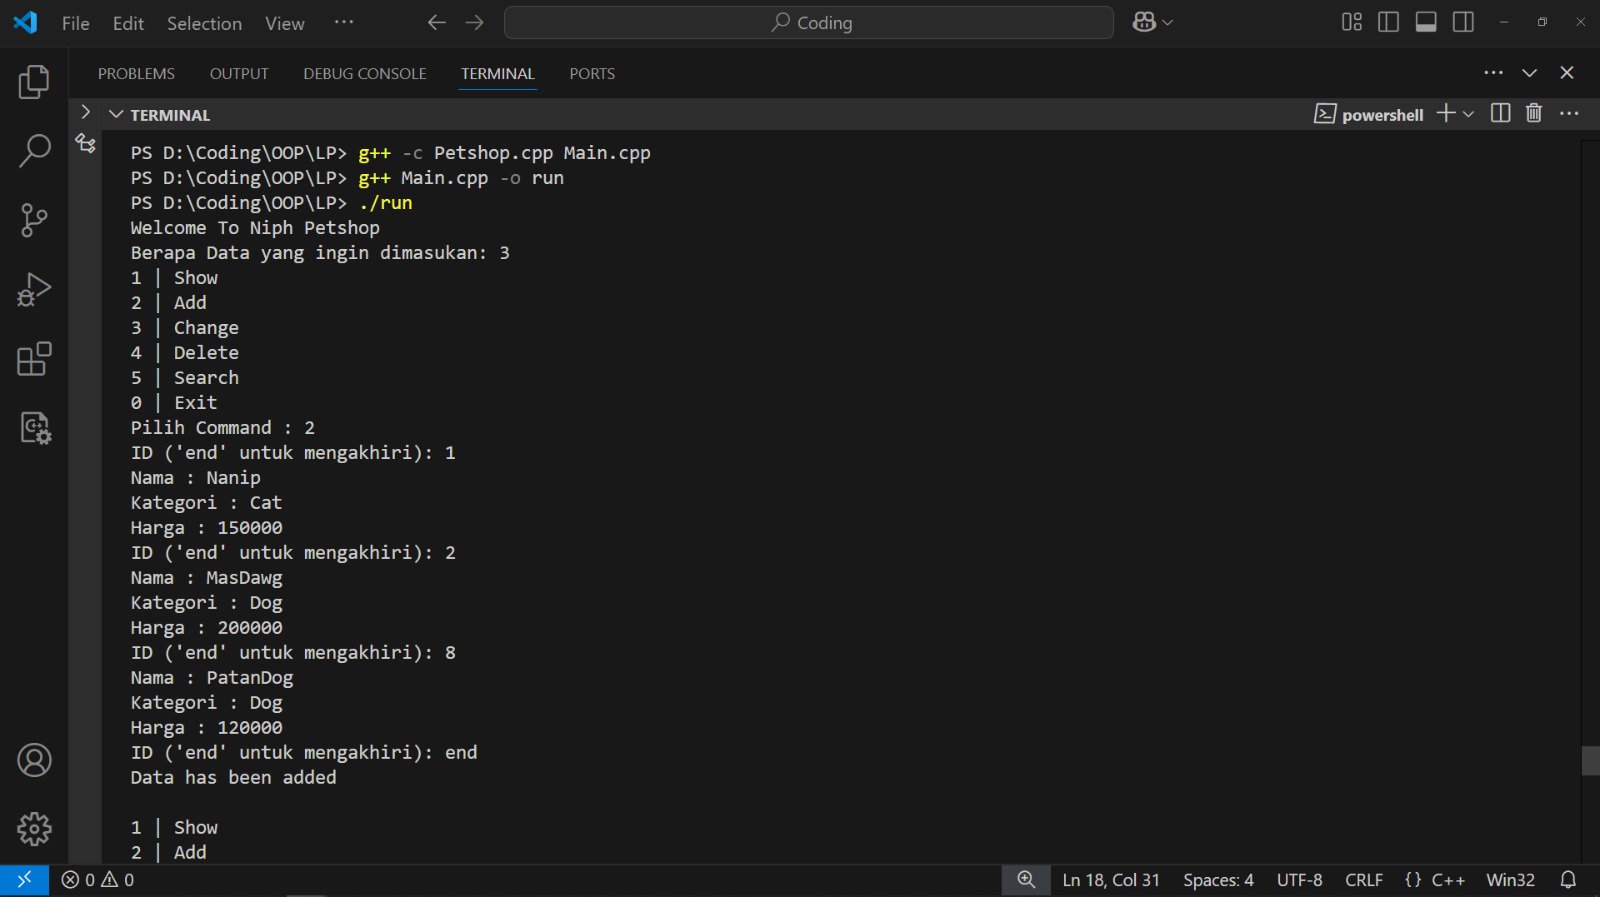 File Edit Selection View ··· Coding
PROBLEMS OUTPUT DEBUG CONSOLE TERMINAL PORTS
TERMINAL powershell
PS D:\Coding\OOP\LP> g++ -c Petshop.cpp Main.cpp
PS D:\Coding\OOP\LP> g++ Main.cpp -o run
PS D:\Coding\OOP\LP> ./run
Welcome To Niph Petshop
Berapa Data yang ingin dimasukan: 3
1 | Show
2 | Add
3 | Change
4 | Delete
5 | Search
0 | Exit
Pilih Command : 2
ID ('end' untuk mengakhiri): 1
Nama : Nanip
Kategori : Cat
Harga : 150000
ID ('end' untuk mengakhiri): 2
Nama : MasDawg
Kategori : Dog
Harga : 200000
ID ('end' untuk mengakhiri): 8
Nama : PatanDog
Kategori : Dog
Harga : 120000
ID ('end' untuk mengakhiri): end
Data has been added
1 | Show
2 | Add
0 0 Ln 18, Col 31 Spaces: 4 UTF-8 CRLF {} C++ Win32